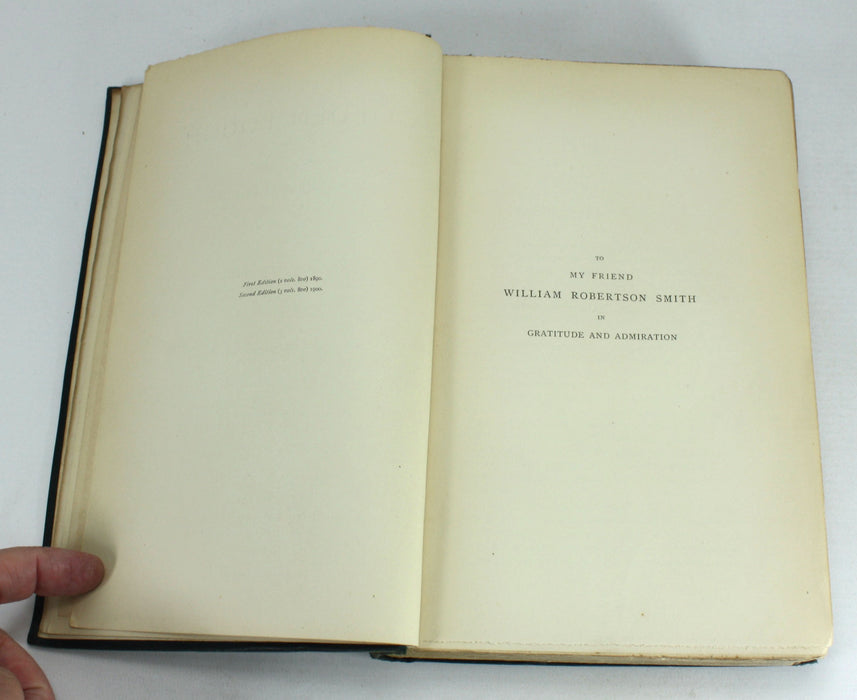 First Edition (2 vols. 8vo) 1890.
Second Edition (3 vols. 8vo) 1900.
TO
MY FRIEND
WILLIAM ROBERTSON SMITH
IN
GRATITUDE AND ADMIRATION